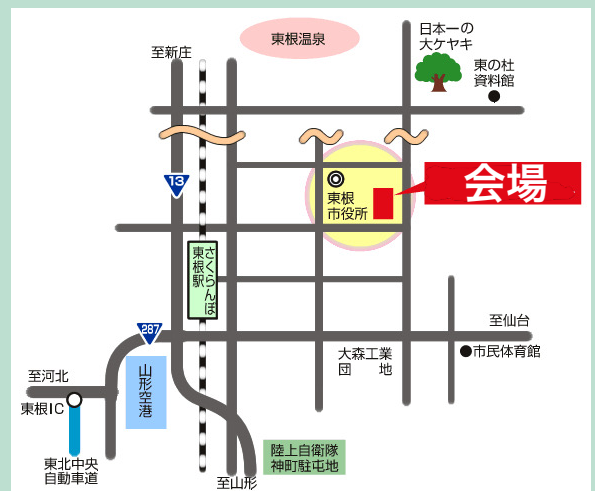 日本一の
大ケヤキ
東根温泉
至新庄
東の杜
資料館
13
会場
東根
市役所
さくらんぼ
東根駅
至仙台
287
大森工業
団地
市民体育館
山形空港
至河北
東根IC
陸上自衛隊
神町駐屯地
東北中央
自動車道
至山形